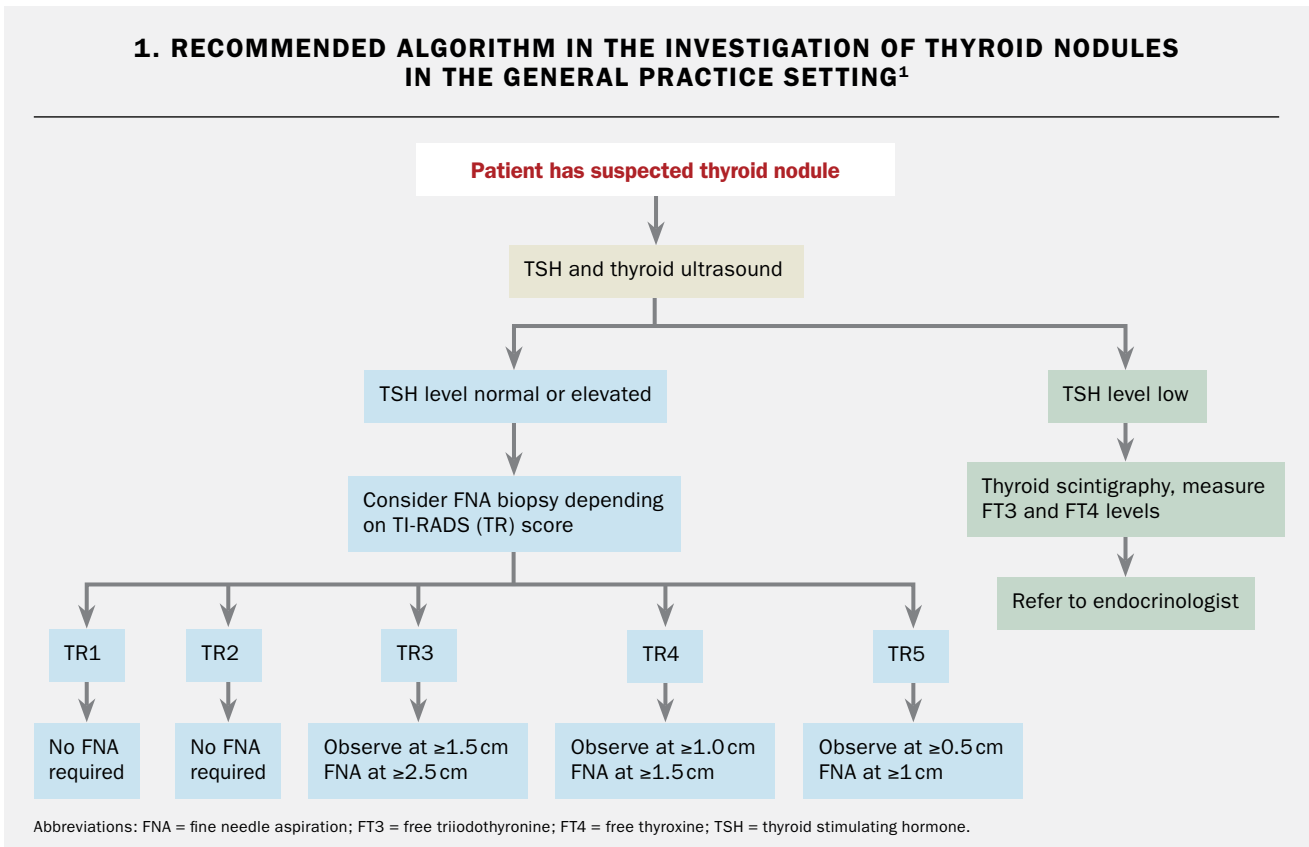 1. RECOMMENDED ALGORITHM IN THE INVESTIGATION OF THYROID NODULES
IN THE GENERAL PRACTICE SETTING¹
Patient has suspected thyroid nodule
TSH and thyroid ultrasound
TSH level normal or elevated
TSH level low
Consider FNA biopsy depending
on TI-RADS (TR) score
Thyroid scintigraphy, measure
FT3 and FT4 levels
Refer to endocrinologist
TR1
TR2
TR3
TR4
TR5
No FNA
required
No FNA
required
Observe at ≥1.5 cm
FNA at ≥2.5 cm
Observe at ≥1.0 cm
FNA at ≥1.5 cm
Observe at ≥0.5 cm
FNA at ≥1 cm
Abbreviations: FNA = fine needle aspiration; FT3 = free triiodothyronine; FT4 = free thyroxine; TSH = thyroid stimulating hormone.